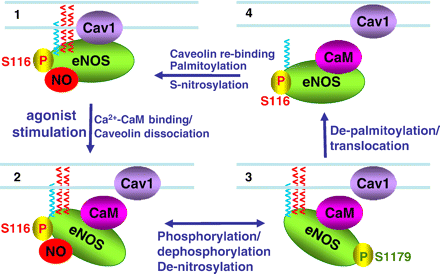 1
Cav1
eNOS
S116
P
NO
Caveolin re-binding
Palmitoylation
S-nitrosylation
4
Cav1
CaM
eNOS
P
S116
agonist
stimulation
Ca2+-CaM binding/
Caveolin dissociation
De-palmitoylation/
translocation
2
Cav1
CaM
S116
P
eNOS
NO
Phosphorylation/
dephosphorylation
De-nitrosylation
3
Cav1
CaM
eNOS
P
S1179